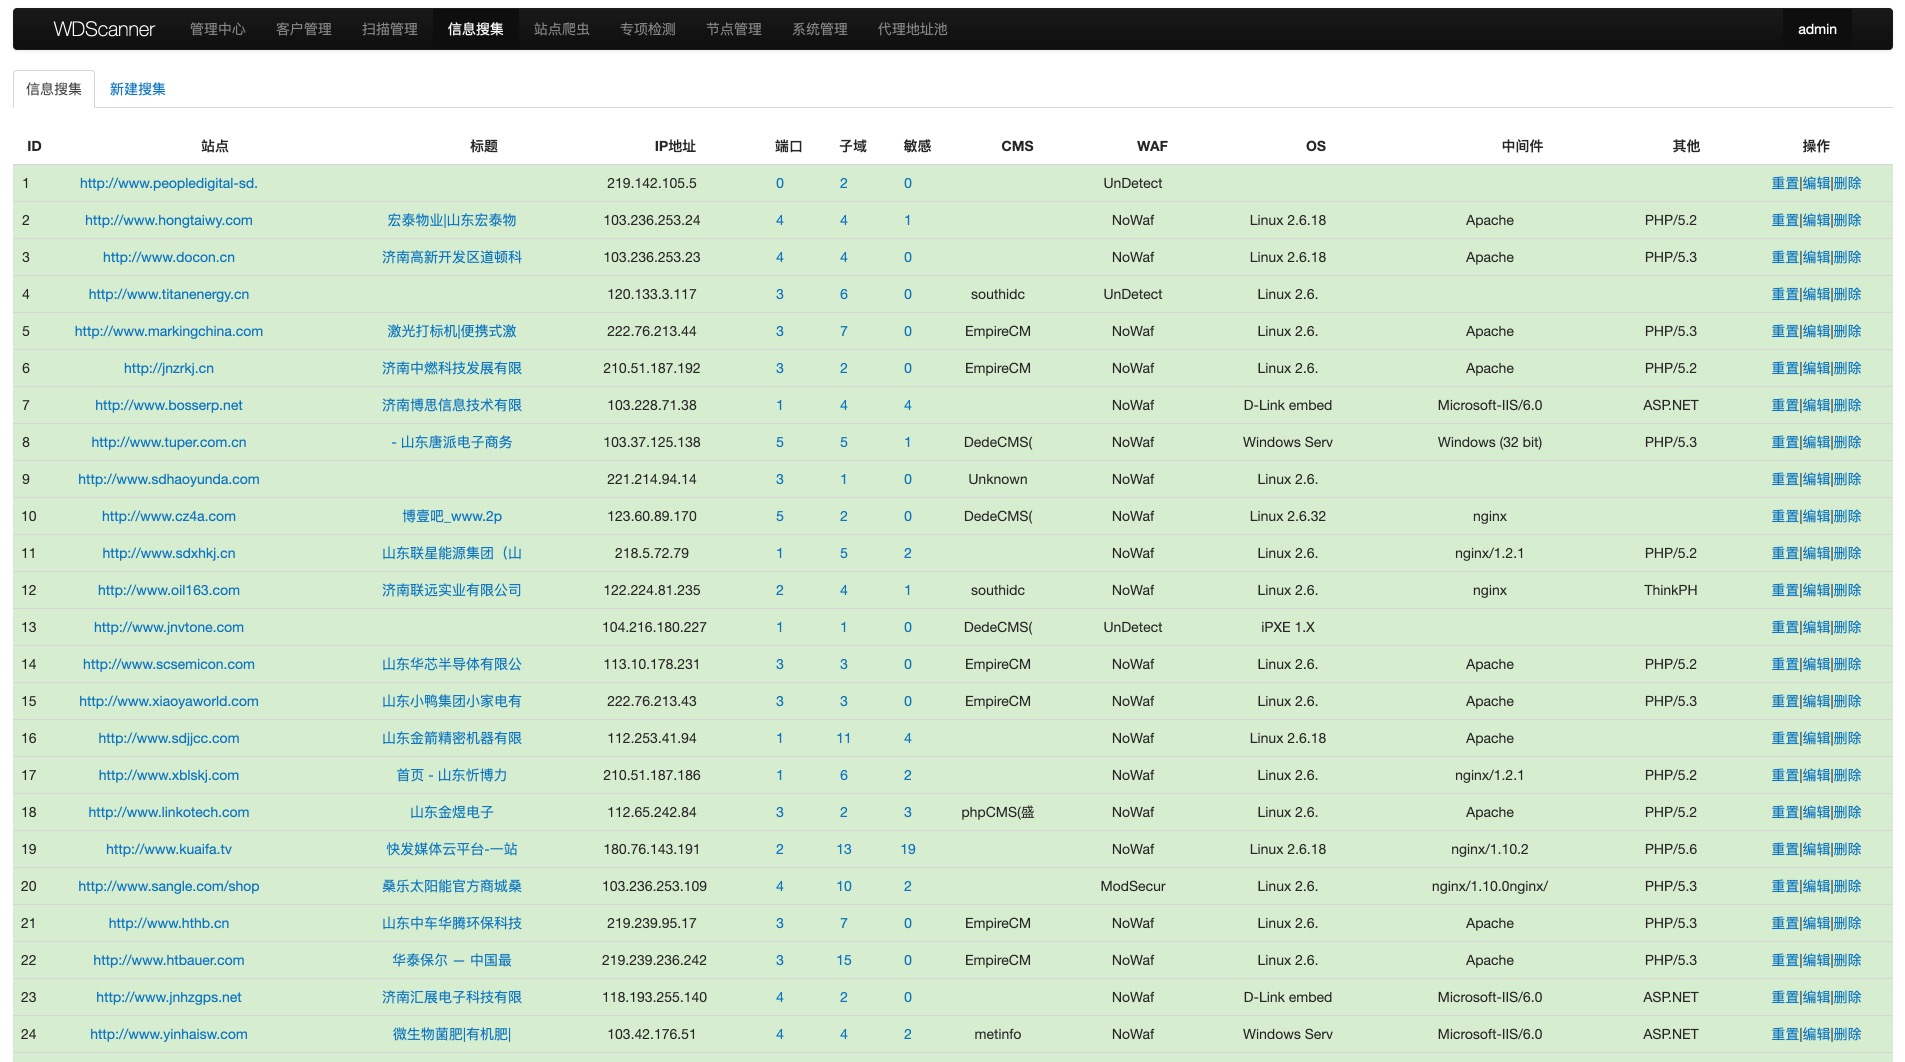 WDScanner 管理中心 客户管理 扫描管理 信息搜集 站点爬虫 专项检测 节点管理 系统管理 代理地址池 admin
信息搜集 新建搜集
ID 站点 标题 IP地址 端口 子域 敏感 CMS WAF OS 中间件 其他 操作
1 http://www.peopledigital-sd. 219.142.105.5 0 2 0 UnDetect 重置|编辑|删除
2 http://www.hongtaiwy.com 宏泰物业|山东宏泰物 103.236.253.24 4 4 1 NoWaf Linux 2.6.18 Apache PHP/5.2 重置|编辑|删除
3 http://www.docon.cn 济南高新开发区道顿科 103.236.253.23 4 4 0 NoWaf Linux 2.6.18 Apache PHP/5.3 重置|编辑|删除
4 http://www.titanenergy.cn 120.133.3.117 3 6 0 southidc UnDetect Linux 2.6. 重置|编辑|删除
5 http://www.markingchina.com 激光打标机|便携式激 222.76.213.44 3 7 0 EmpireCM NoWaf Linux 2.6. Apache PHP/5.3 重置|编辑|删除
6 http://jnzrkj.cn 济南中燃科技发展有限 210.51.187.192 3 2 0 EmpireCM NoWaf Linux 2.6. Apache PHP/5.2 重置|编辑|删除
7 http://www.bosserp.net 济南博思信息技术有限 103.228.71.38 1 4 4 NoWaf D-Link embed Microsoft-IIS/6.0 ASP.NET 重置|编辑|删除
8 http://www.tuper.com.cn - 山东唐派电子商务 103.37.125.138 5 5 1 DedeCMS( NoWaf Windows Serv Windows (32 bit) PHP/5.3 重置|编辑|删除
9 http://www.sdhaoyunda.com 221.214.94.14 3 1 0 Unknown NoWaf Linux 2.6. 重置|编辑|删除
10 http://www.cz4a.com 博壹吧_www.2p 123.60.89.170 5 2 0 DedeCMS( NoWaf Linux 2.6.32 nginx 重置|编辑|删除
11 http://www.sdxhkj.cn 山东联星能源集团（山 218.5.72.79 1 5 2 NoWaf Linux 2.6. nginx/1.2.1 PHP/5.2 重置|编辑|删除
12 http://www.oil163.com 济南联远实业有限公司 122.224.81.235 2 4 1 southidc NoWaf Linux 2.6. nginx ThinkPH 重置|编辑|删除
13 http://www.jnvtone.com 104.216.180.227 1 1 0 DedeCMS( UnDetect iPXE 1.X 重置|编辑|删除
14 http://www.scsemicon.com 山东华芯半导体有限公 113.10.178.231 3 3 0 EmpireCM NoWaf Linux 2.6. Apache PHP/5.2 重置|编辑|删除
15 http://www.xiaoyaworld.com 山东小鸭集团小家电有 222.76.213.43 3 3 0 EmpireCM NoWaf Linux 2.6. Apache PHP/5.3 重置|编辑|删除
16 http://www.sdjjcc.com 山东金箭精密机器有限 112.253.41.94 1 11 4 NoWaf Linux 2.6.18 Apache 重置|编辑|删除
17 http://www.xblskj.com 首页 - 山东忻博力 210.51.187.186 1 6 2 NoWaf Linux 2.6. nginx/1.2.1 PHP/5.2 重置|编辑|删除
18 http://www.linkotech.com 山东金煜电子 112.65.242.84 3 2 3 phpCMS(盛 NoWaf Linux 2.6. Apache PHP/5.2 重置|编辑|删除
19 http://www.kuaifa.tv 快发媒体云平台-一站 180.76.143.191 2 13 19 NoWaf Linux 2.6.18 nginx/1.10.2 PHP/5.6 重置|编辑|删除
20 http://www.sangle.com/shop 桑乐太阳能官方商城桑 103.236.253.109 4 10 2 ModSecur Linux 2.6. nginx/1.10.0nginx/ PHP/5.3 重置|编辑|删除
21 http://www.hthb.cn 山东中车华腾环保科技 219.239.95.17 3 7 0 EmpireCM NoWaf Linux 2.6. Apache PHP/5.3 重置|编辑|删除
22 http://www.htbauer.com 华泰保尔 — 中国最 219.239.236.242 3 15 0 EmpireCM NoWaf Linux 2.6. Apache PHP/5.3 重置|编辑|删除
23 http://www.jnhzgps.net 济南汇展电子科技有限 118.193.255.140 4 2 0 NoWaf D-Link embed Microsoft-IIS/6.0 ASP.NET 重置|编辑|删除
24 http://www.yinhaisw.com 微生物菌肥|有机肥| 103.42.176.51 4 4 2 metinfo NoWaf Windows Serv Microsoft-IIS/6.0 ASP.NET 重置|编辑|删除